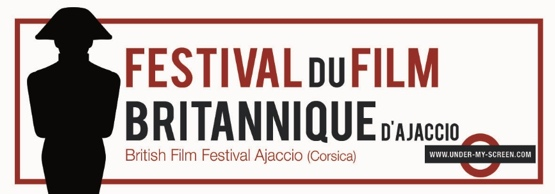 FESTIVAL DU FILM
BRITANNIQUE D'AJACCIO
British Film Festival Ajaccio (Corsica)
WWW.UNDER-MY-SCREEN.COM